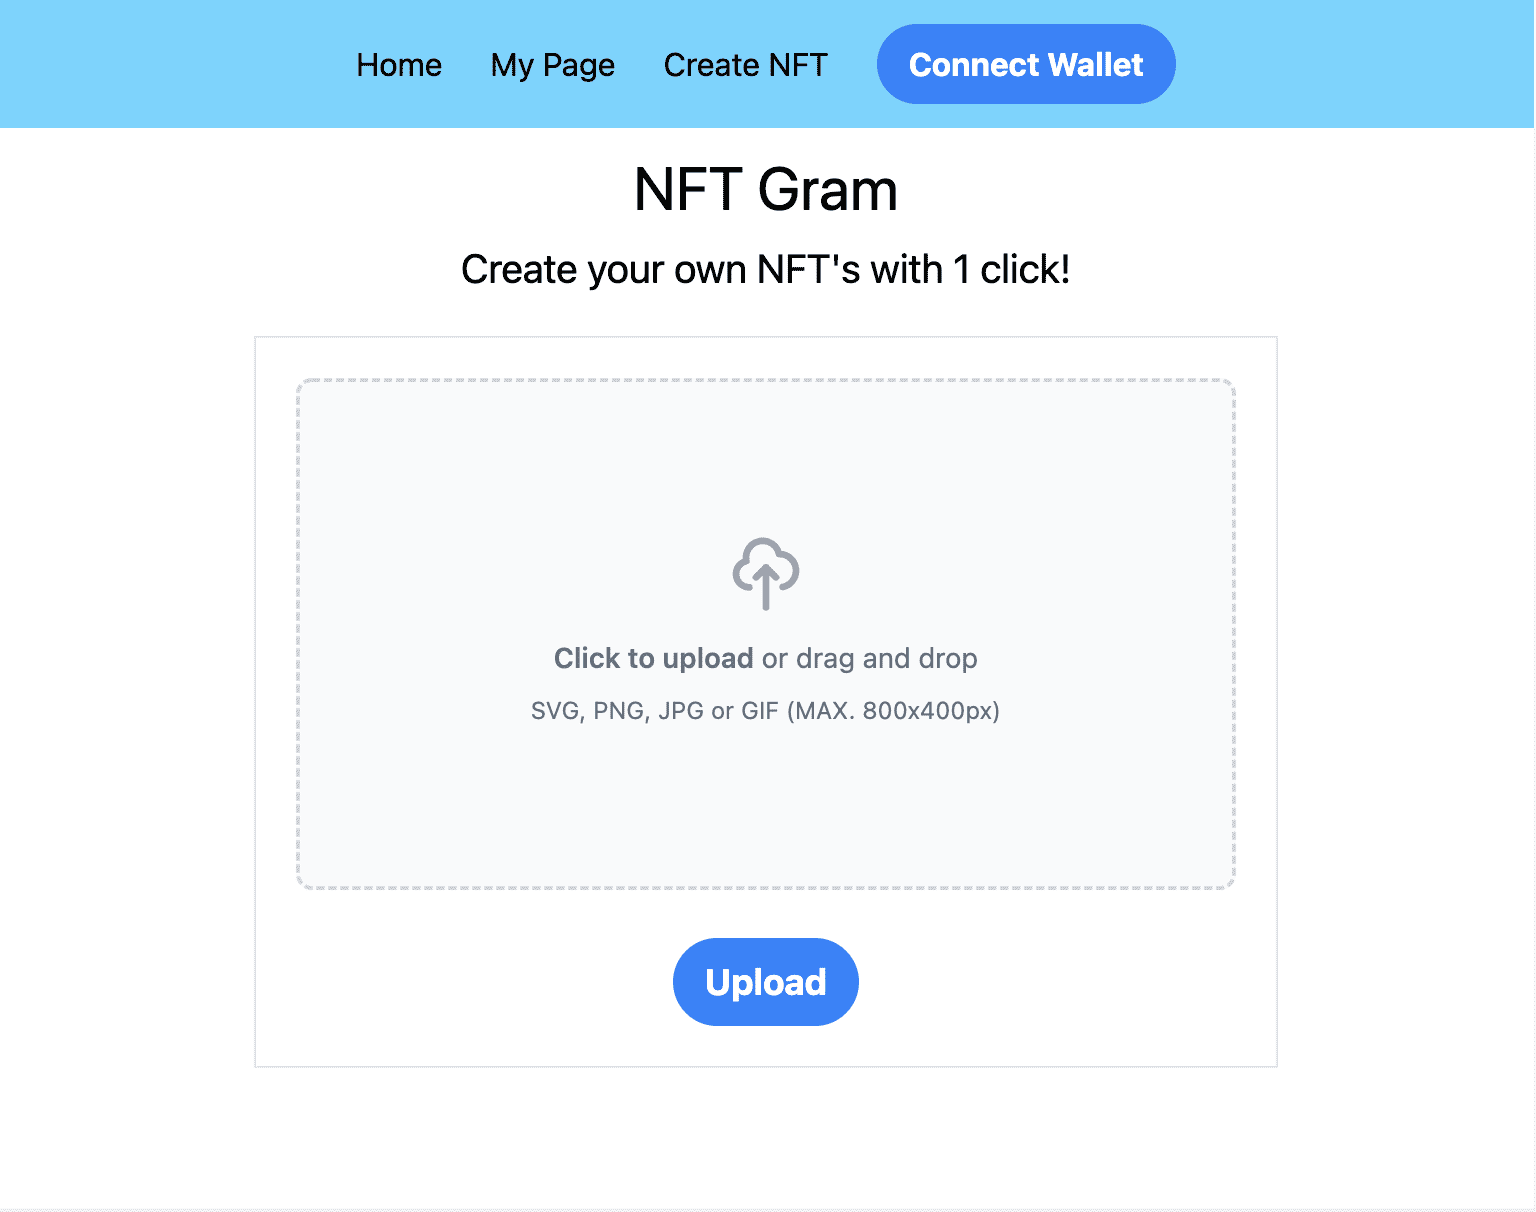 Home My Page Create NFT Connect Wallet
NFT Gram
Create your own NFT's with 1 click!
Click to upload or drag and drop
SVG, PNG, JPG or GIF (MAX. 800x400px)
Upload